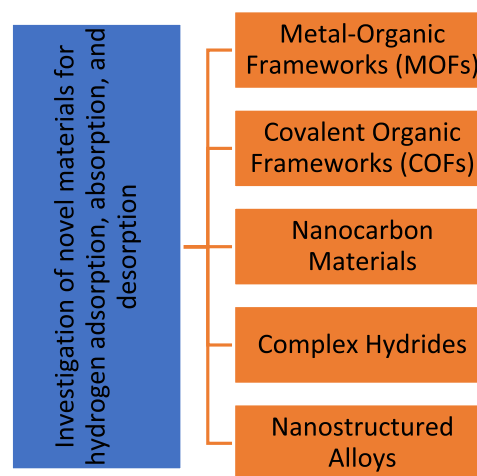 Investigation of novel materials for
hydrogen adsorption, absorption, and
desorption
Metal-Organic
Frameworks (MOFs)
Covalent Organic
Frameworks (COFs)
Nanocarbon
Materials
Complex Hydrides
Nanostructured
Alloys